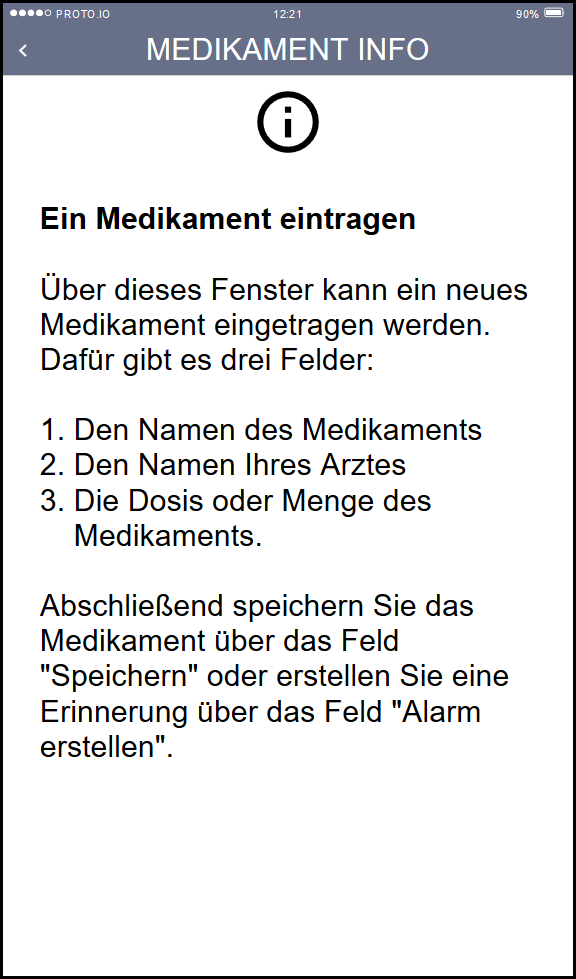 PROTO.IO 12:21 90%
MEDIKAMENT INFO
Ein Medikament eintragen
Über dieses Fenster kann ein neues
Medikament eingetragen werden.
Dafür gibt es drei Felder:
1. Den Namen des Medikaments
2. Den Namen Ihres Arztes
3. Die Dosis oder Menge des
Medikaments.
Abschließend speichern Sie das
Medikament über das Feld
"Speichern" oder erstellen Sie eine
Erinnerung über das Feld "Alarm
erstellen".